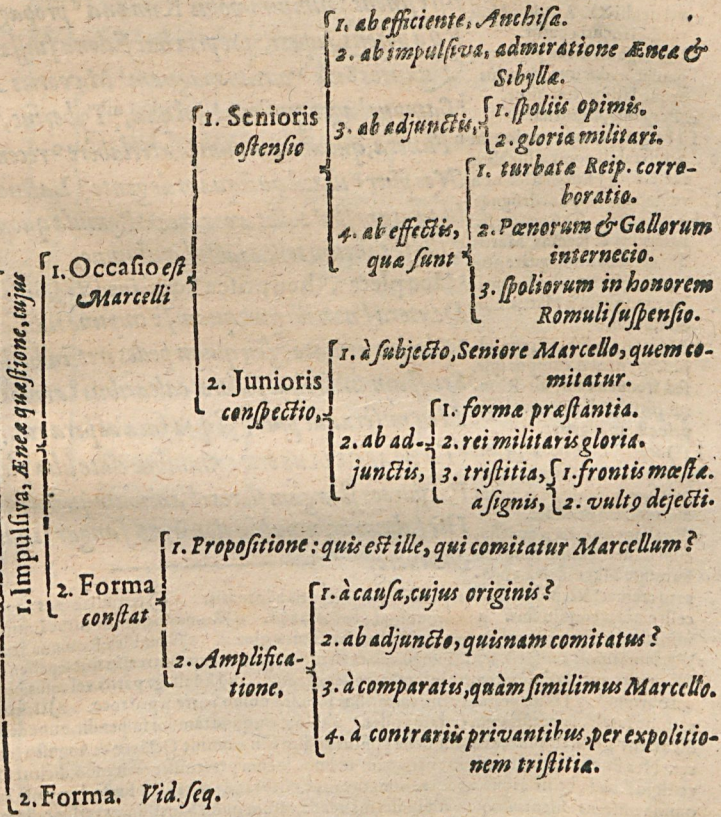 1. ab efficiente, Anchisa.
2. ab impulsiva, admiratione Æneæ &
Sibyllæ.
1. Senioris
ostensio
3. ab adjunctis,
1. spoliis opimis.
2. gloria militari.
4. ab effectis,
quæ sunt
1. turbatæ Reip. corro-
boratio.
2. Pœnorum & Gallorum
internecio.
3. spoliorum in honorem
Romuli suspensio.
1. Impulsiva, Æneæ quæstione, cujus
1. Occasio est
Marcelli
2. Junioris
conspectio,
1. à subjecto, Seniore Marcello, quem co-
mitatur.
2. ab ad-
junctis,
1. formæ præstantia.
2. rei militaris gloria.
3. tristitia,
à signis,
1. frontis mœstæ.
2. vultꝰ dejecti.
2. Forma
constat
1. Propositione: quis est ille, qui comitatur Marcellum?
2. Amplifica-
tione,
1. à causa, cujus originis?
2. ab adjuncto, quisnam comitatus?
3. à comparatis, quàm simillimus Marcello.
4. à contrariis privantibus, per expolitio-
nem tristitiæ.
2. Forma. Vid. seq.